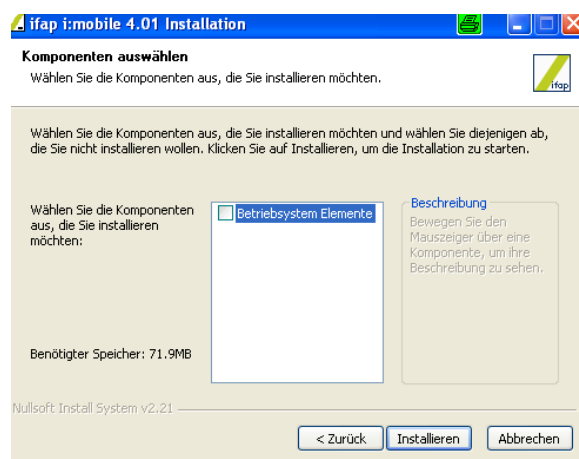 ifap i:mobile 4.01 Installation
Komponenten auswählen
Wählen Sie die Komponenten aus, die Sie installieren möchten.
ifap
Wählen Sie die Komponenten aus, die Sie installieren möchten und wählen Sie diejenigen ab,
die Sie nicht installieren wollen. Klicken Sie auf Installieren, um die Installation zu starten.
Wählen Sie die Komponenten
aus, die Sie installieren
möchten:
Betriebsystem Elemente
Beschreibung
Bewegen Sie den
Mauszeiger über eine
Komponente, um ihre
Beschreibung zu sehen.
Benötigter Speicher: 71.9MB
Nullsoft Install System v2.21
< Zurück
Installieren
Abbrechen